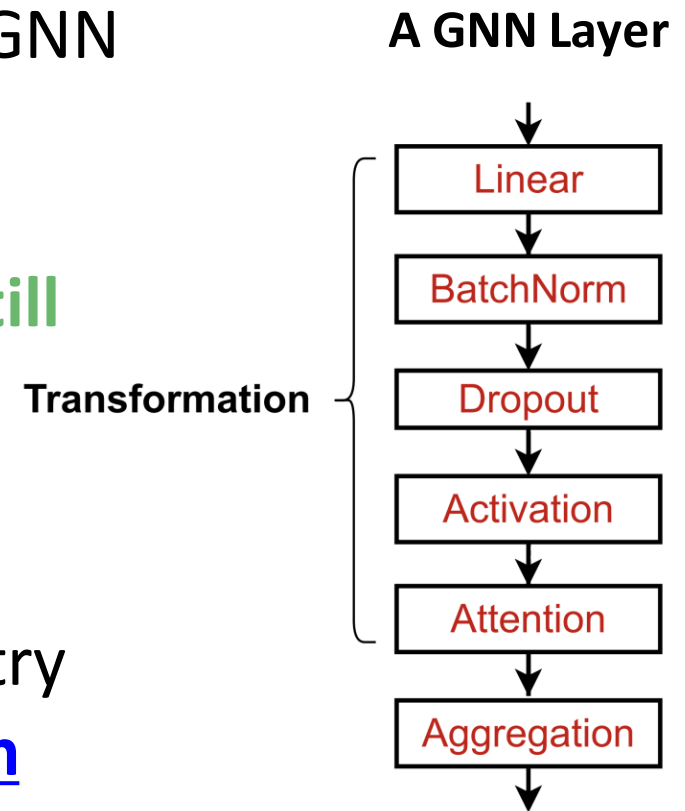 GNN
A GNN Layer
Linear
BatchNorm
till
Transformation
Dropout
Activation
Attention
try
Aggregation
n